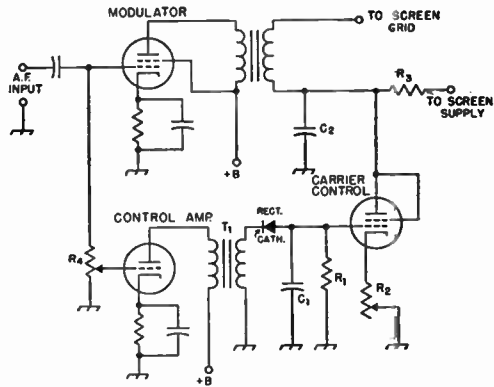 MODULATOR
TO SCREEN
GRID
A.F.
INPUT
R3
TO SCREEN
SUPPLY
C2
+B
CARRIER
CONTROL
CONTROL AMP.
T1
RECT.
CATH.
R4
C1
R1
R2
+B